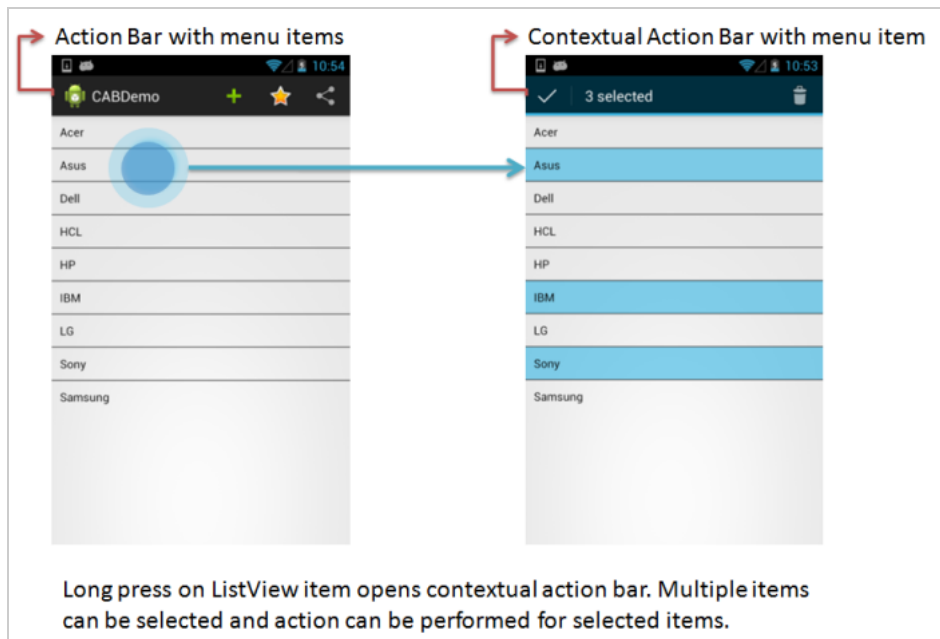 Action Bar with menu items
10:54
CABDemo
Acer
Asus
Dell
HCL
HP
IBM
LG
Sony
Samsung
Contextual Action Bar with menu item
10:53
3 selected
Acer
Asus
Dell
HCL
HP
IBM
LG
Sony
Samsung
Long press on ListView item opens contextual action bar. Multiple items
can be selected and action can be performed for selected items.